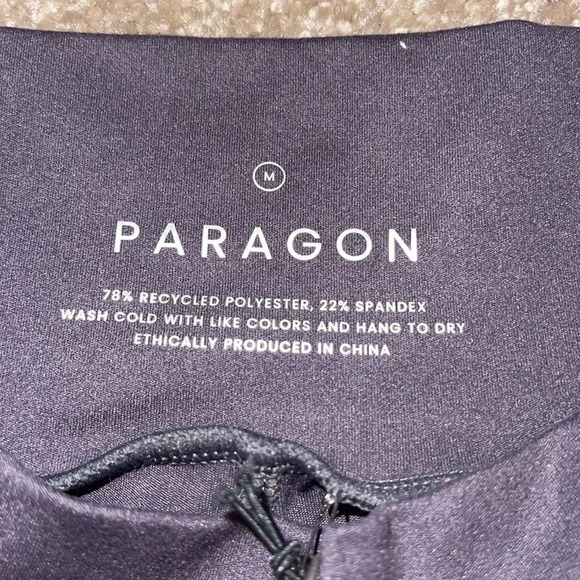 M
PARAGON
78% RECYCLED POLYESTER, 22% SPANDEX
WASH COLD WITH LIKE COLORS AND HANG TO DRY
ETHICALLY PRODUCED IN CHINA